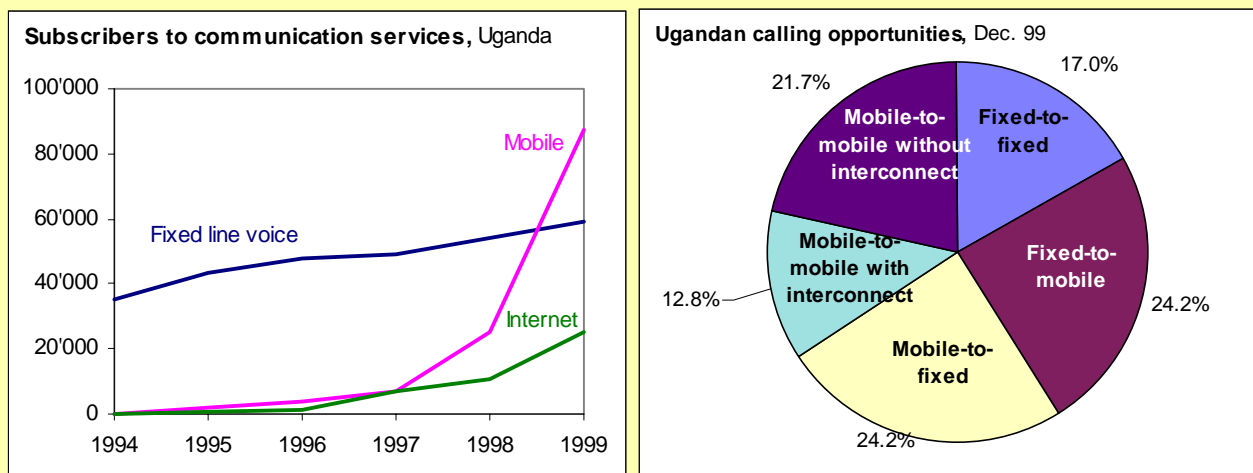 Subscribers to communication services, Uganda
100'000
80'000
60'000
40'000
20'000
0
Mobile
Fixed line voice
Internet
1994 1995 1996 1997 1998 1999
Ugandan calling opportunities, Dec. 99
21.7%
17.0%
Mobile-to-
mobile without
interconnect
Fixed-to-
fixed
Mobile-to-
mobile with
interconnect
Fixed-to-
mobile
12.8%
24.2%
Mobile-to-
fixed
24.2%